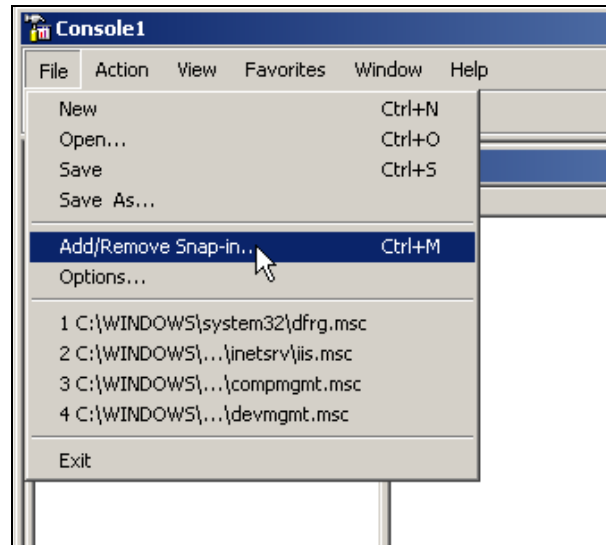 Console1
File Action View Favorites Window Help
New Ctrl+N
Open... Ctrl+O
Save Ctrl+S
Save As...
Add/Remove Snap-in... Ctrl+M
Options...
1 C:\WINDOWS\system32\dfrg.msc
2 C:\WINDOWS\...\inetsrv\iis.msc
3 C:\WINDOWS\...\compmgmt.msc
4 C:\WINDOWS\...\devmgmt.msc
Exit